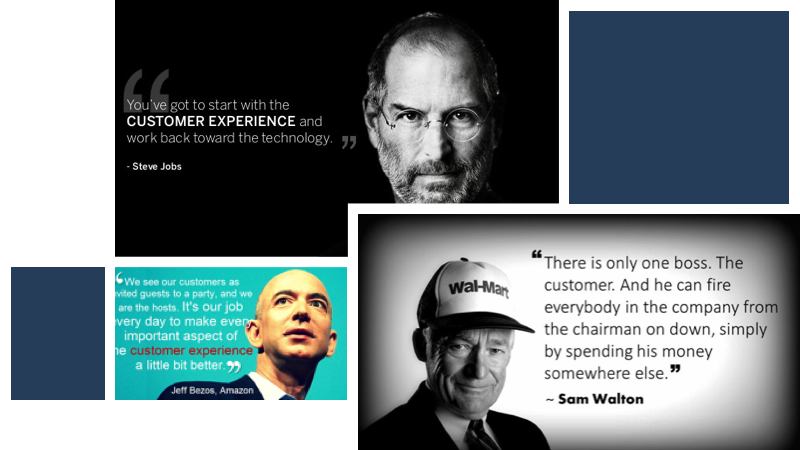 “
You've got to start with the
CUSTOMER EXPERIENCE and
work back toward the technology. ”
- Steve Jobs
“We see our customers as
nvited guests to a party, and we
are the hosts. It's our job
every day to make every
important aspect of
he customer experience
a little bit better.”
Jeff Bezos, Amazon
Wal-Mart
“There is only one boss. The
customer. And he can fire
everybody in the company from
the chairman on down, simply
by spending his money
somewhere else.”
~ Sam Walton